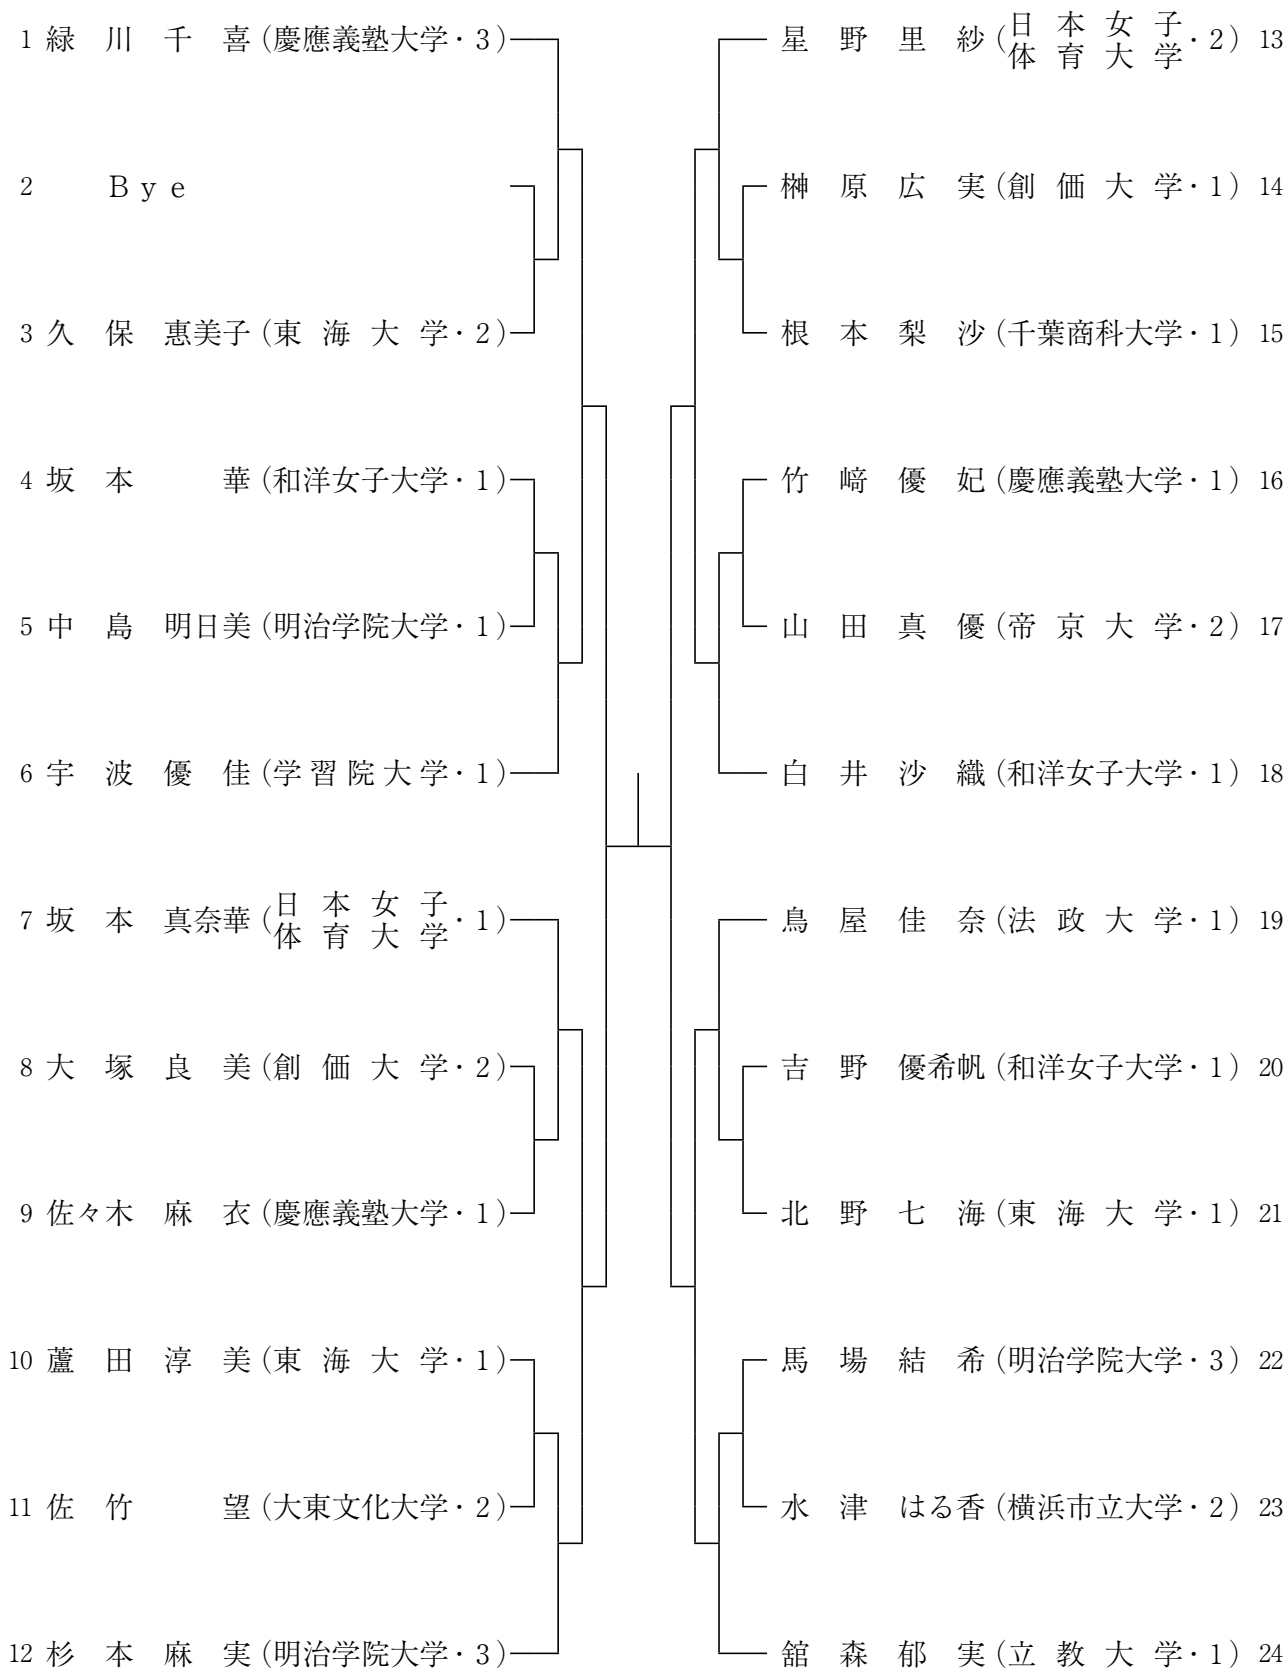 1 緑川千喜（慶應義塾大学・3）
2 Bye
3 久保恵美子（東海大学・2）
4 坂本華（和洋女子大学・1）
5 中島明日美（明治学院大学・1）
6 宇波優佳（学習院大学・1）
7 坂本真奈華（日本女子体育大学・1）
8 大塚良美（創価大学・2）
9 佐々木麻衣（慶應義塾大学・1）
10 蘆田淳美（東海大学・1）
11 佐竹望（大東文化大学・2）
12 杉本麻実（明治学院大学・3）
星野里紗（日本女子体育大学・2）13
榊原広実（創価大学・1）14
根本梨沙（千葉商科大学・1）15
竹﨑優妃（慶應義塾大学・1）16
山田真優（帝京大学・2）17
白井沙織（和洋女子大学・1）18
鳥屋佳奈（法政大学・1）19
吉野優希帆（和洋女子大学・1）20
北野七海（東海大学・1）21
馬場結希（明治学院大学・3）22
水津はる香（横浜市立大学・2）23
舘森郁実（立教大学・1）24